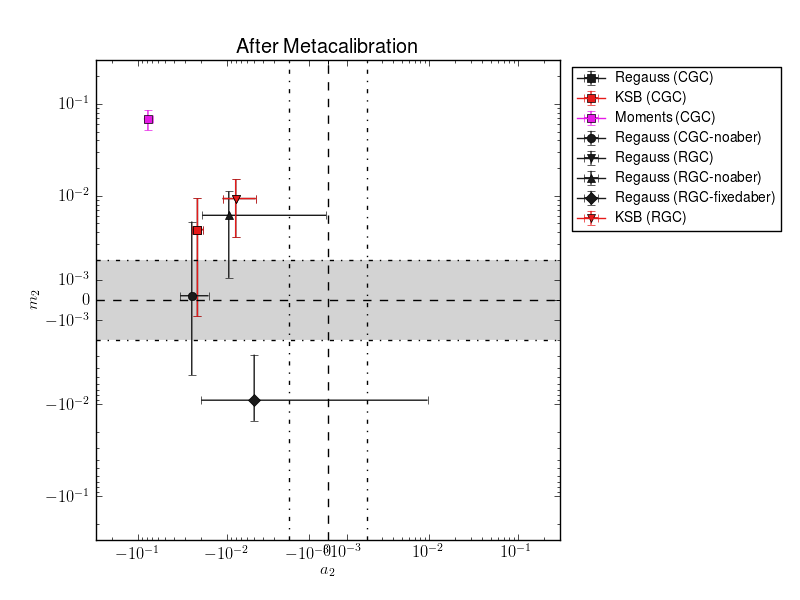 After Metacalibration
Regauss (CGC)
KSB (CGC)
Moments (CGC)
Regauss (CGC-noaber)
Regauss (RGC)
Regauss (RGC-noaber)
Regauss (RGC-fixedaber)
KSB (RGC)
10⁻¹
10⁻²
10⁻³
0
−10⁻³
−10⁻²
−10⁻¹
m₂
−10⁻¹ −10⁻² −10⁻³ 0 10⁻³ 10⁻² 10⁻¹
a₂